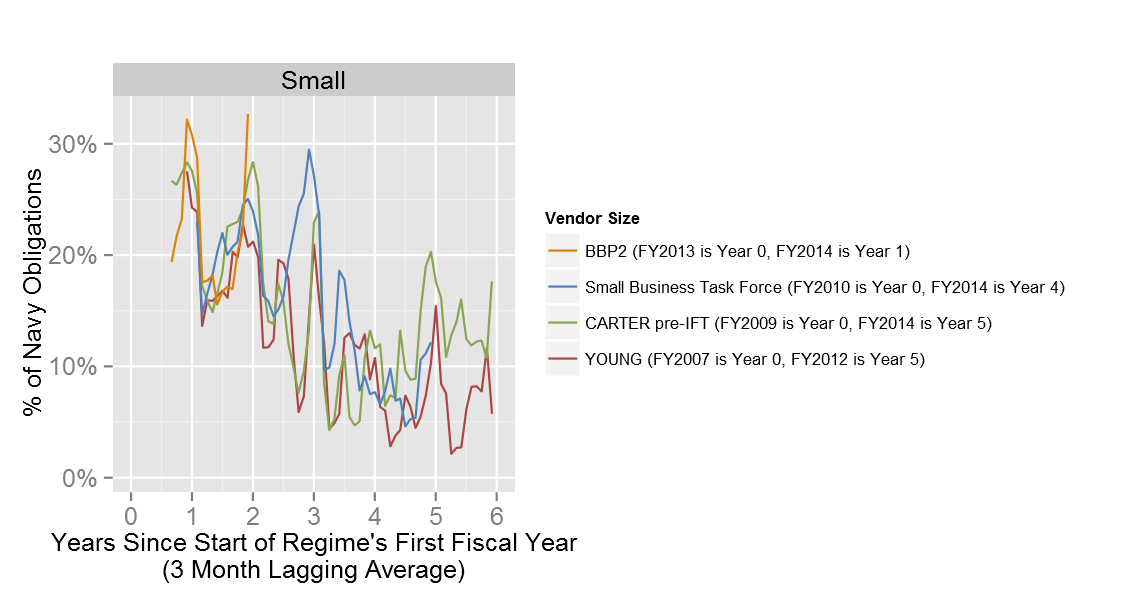 Small
30%
20%
10%
0%
% of Navy Obligations
0 1 2 3 4 5 6
Years Since Start of Regime's First Fiscal Year
(3 Month Lagging Average)
Vendor Size
BBP2 (FY2013 is Year 0, FY2014 is Year 1)
Small Business Task Force (FY2010 is Year 0, FY2014 is Year 4)
CARTER pre-IFT (FY2009 is Year 0, FY2014 is Year 5)
YOUNG (FY2007 is Year 0, FY2012 is Year 5)